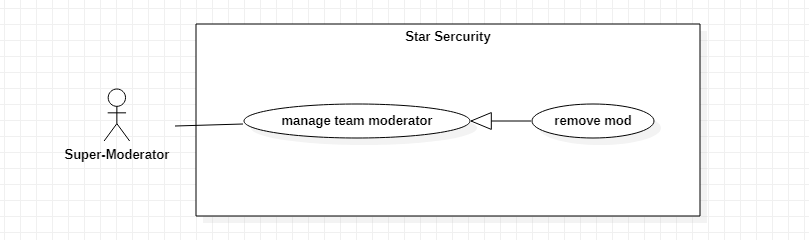 Star Sercurity
manage team moderator
remove mod
Super-Moderator